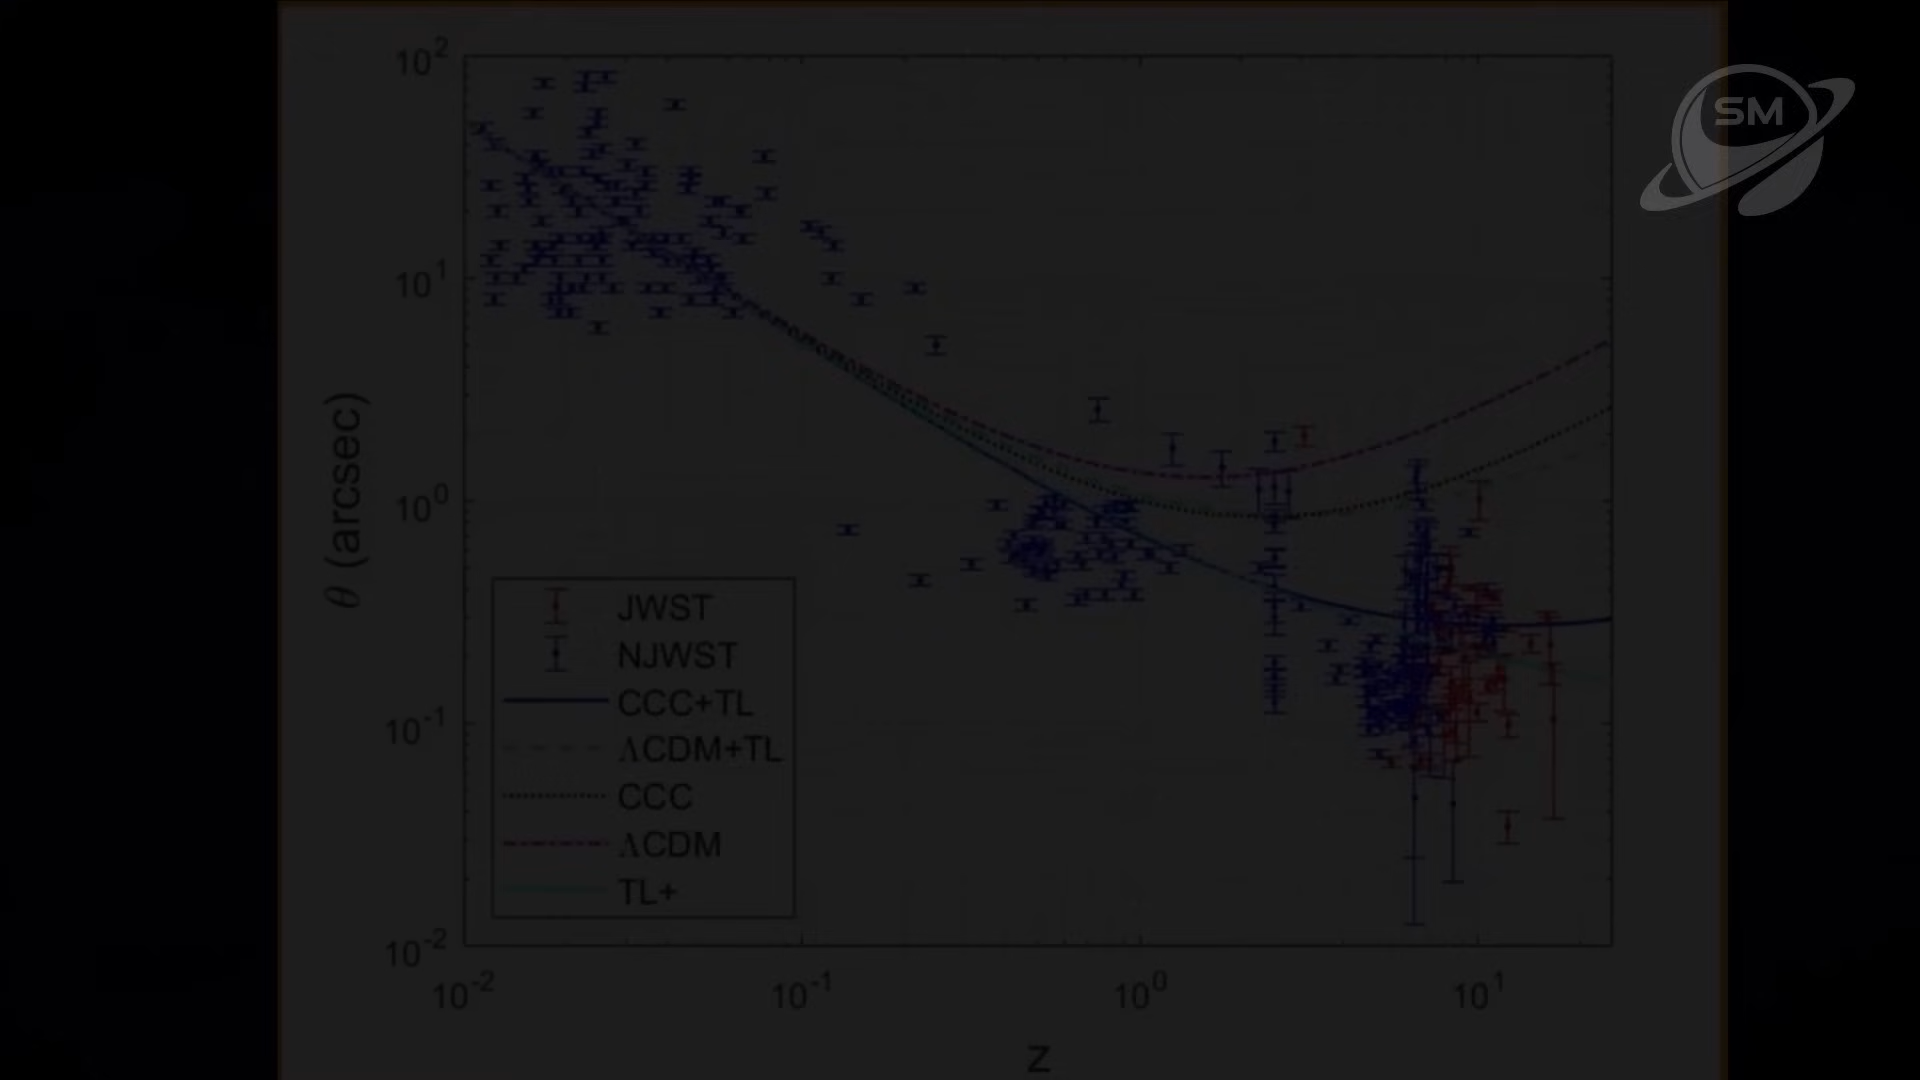 SM
10²
10¹
10⁰
10⁻¹
10⁻²
θ (arcsec)
JWST
NJWST
CCC+TL
ΛCDM+TL
CCC
ΛCDM
TL+
10⁻² 10⁻¹ 10⁰ 10¹
z